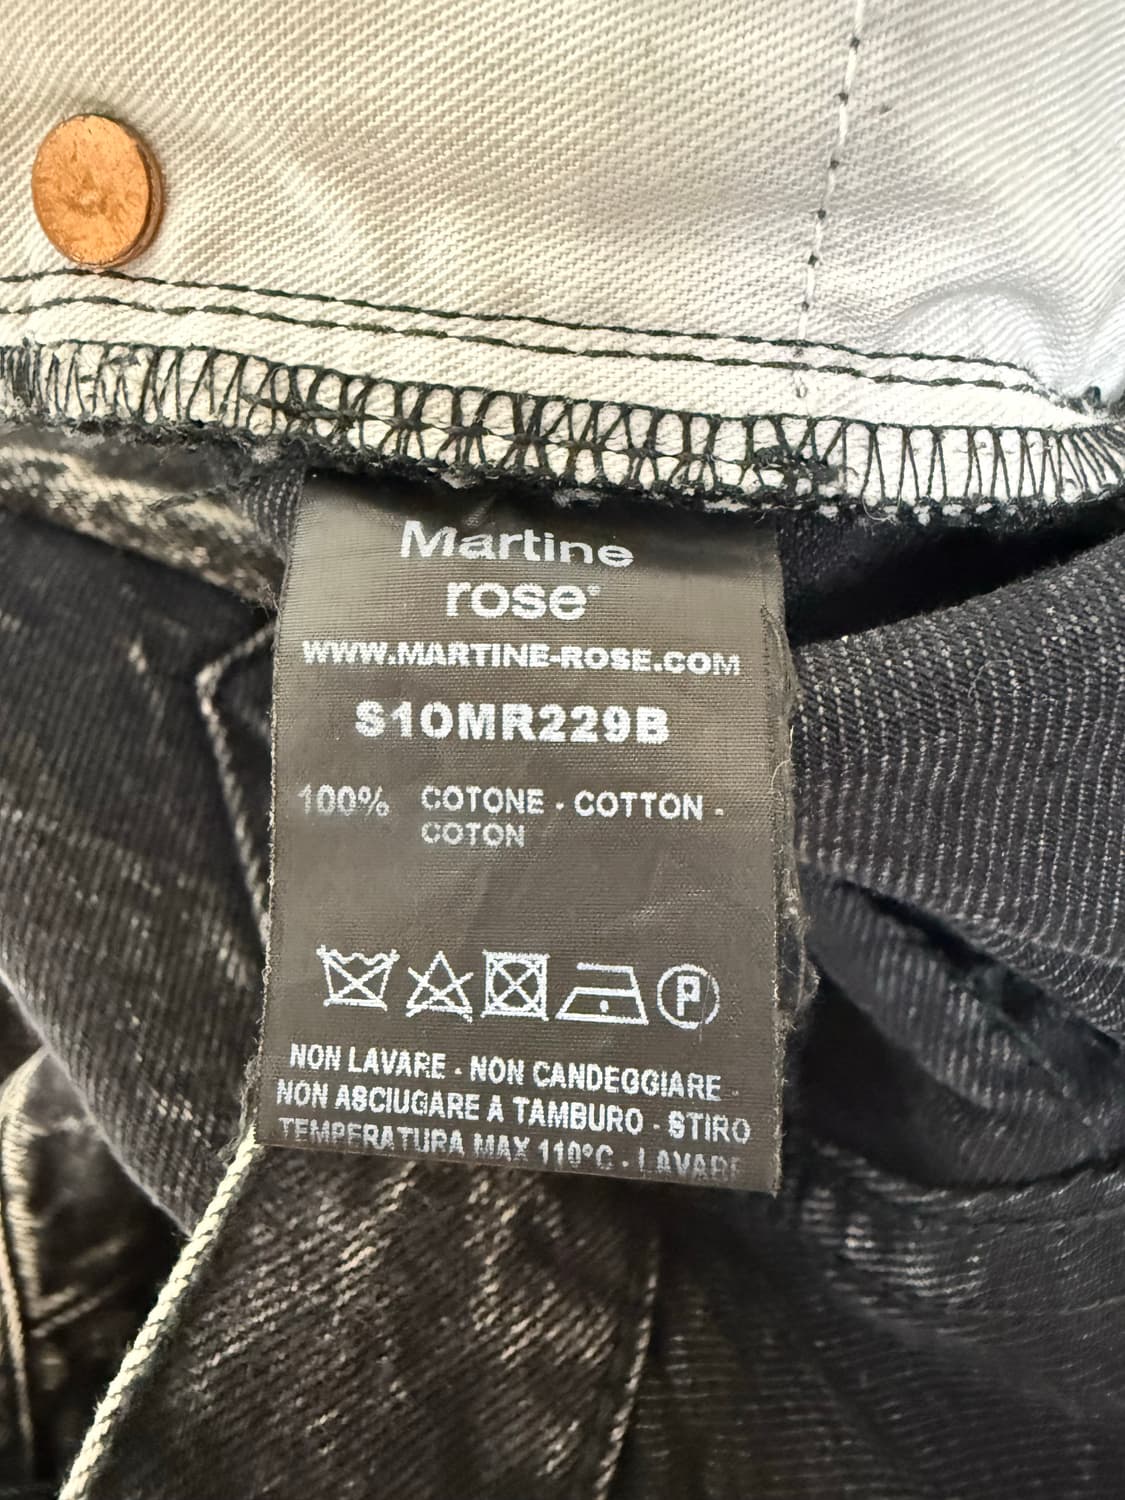 Martine
rose®
WWW.MARTINE-ROSE.COM
S10MR229B
100% COTONE - COTTON -
COTON
P
NON LAVARE - NON CANDEGGIARE -
NON ASCIUGARE A TAMBURO - STIRO
TEMPERATURA MAX 110°C - LAVARE